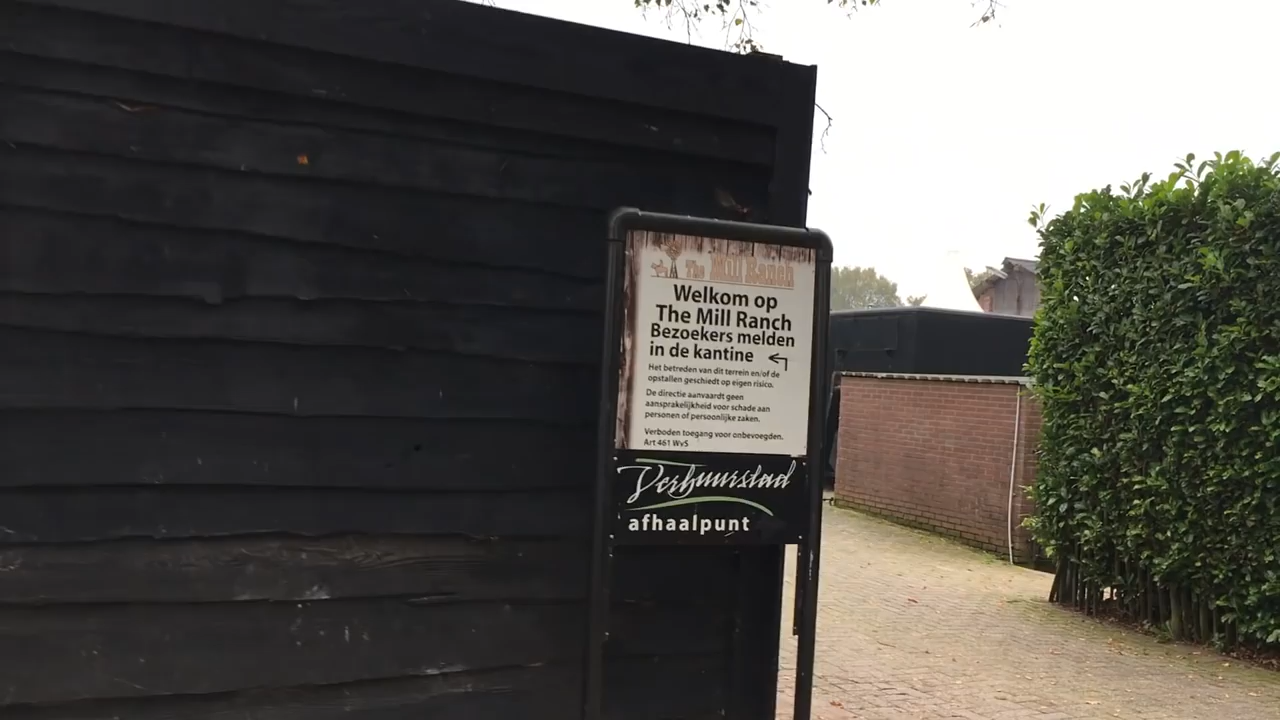 The Mill Ranch
Welkom op
The Mill Ranch
Bezoekers melden
in de kantine
Het betreden van dit terrein en/of de
opstallen geschiedt op eigen risico.
De directie aanvaardt geen
aansprakelijkheid voor schade aan
personen of persoonlijke zaken.
Verboden toegang voor onbevoegden.
Art 461 WvS
Verhuurstad
afhaalpunt